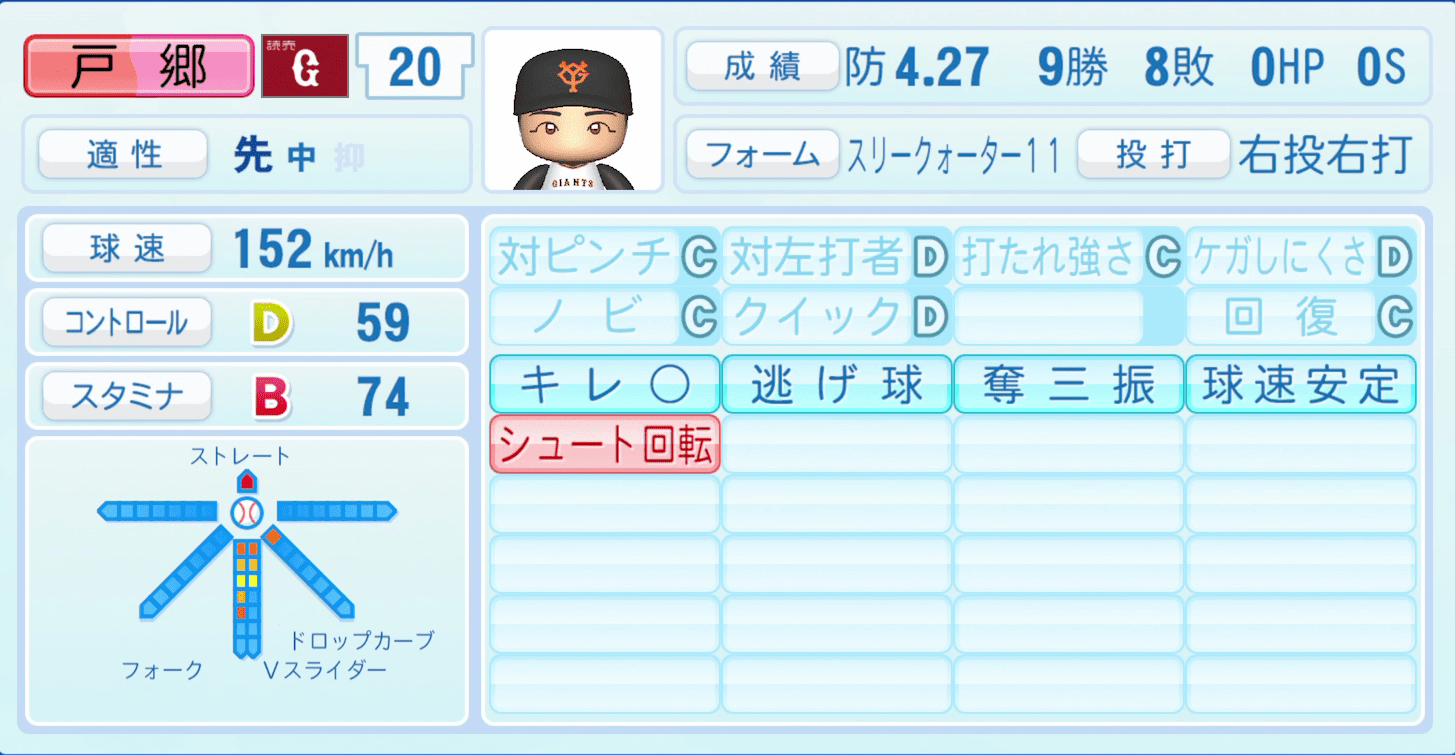 戸郷 読売 G 20 成績 防4.27 9勝 8敗 0HP 0S
適性 先 中 抑 GIANTS フォーム スリークォーター11 投打 右投右打
球速 152 km/h
コントロール D 59
スタミナ B 74
ストレート
ドロップカーブ
フォーク Vスライダー
対ピンチ C 対左打者 D 打たれ強さ C ケガしにくさ D
ノビ C クイック D 回復 C
キレ○ 逃げ球 奪三振 球速安定
シュート回転